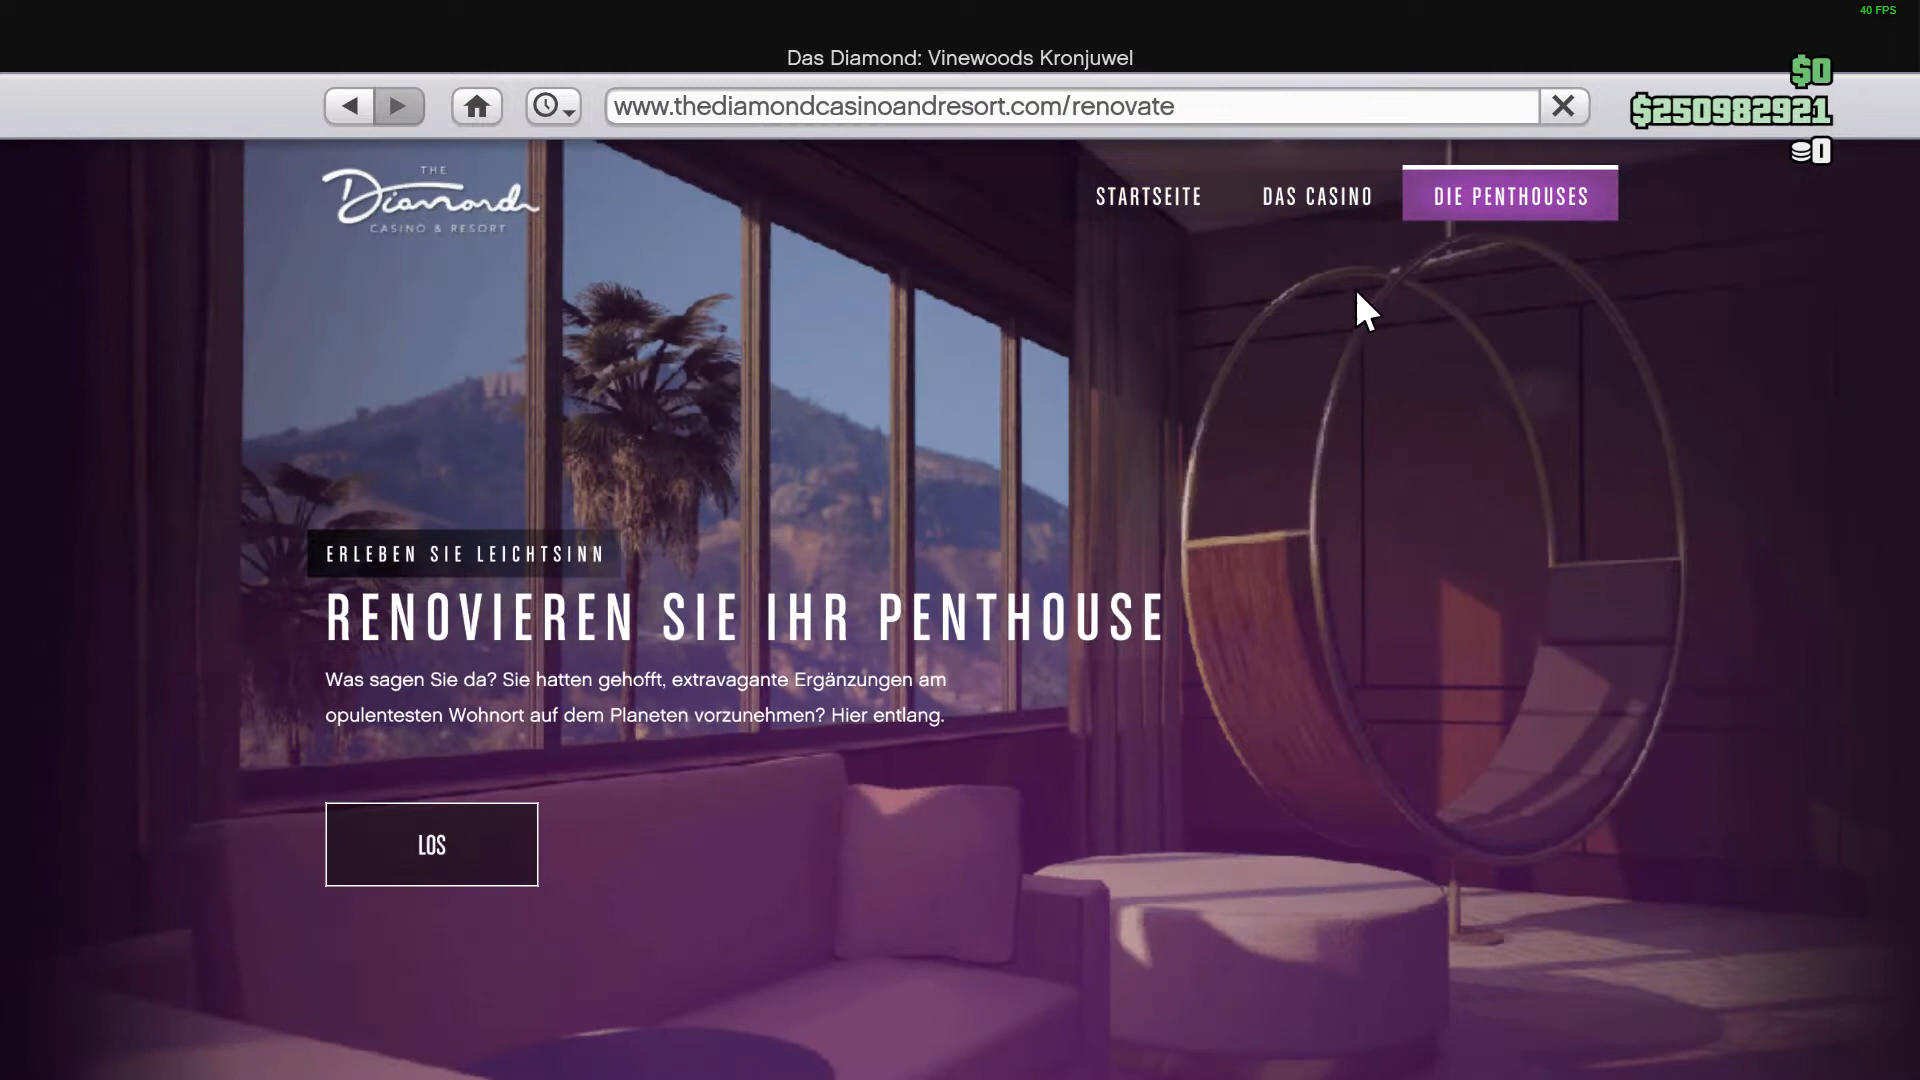 40 FPS
Das Diamond: Vinewoods Kronjuwel
$0
www.thediamondcasinoandresort.com/renovate
$250982921
0
THE
Diamond
CASINO & RESORT
STARTSEITE
DAS CASINO
DIE PENTHOUSES
ERLEBEN SIE LEICHTSINN
RENOVIEREN SIE IHR PENTHOUSE
Was sagen Sie da? Sie hatten gehofft, extravagante Ergänzungen am
opulentesten Wohnort auf dem Planeten vorzunehmen? Hier entlang.
LOS